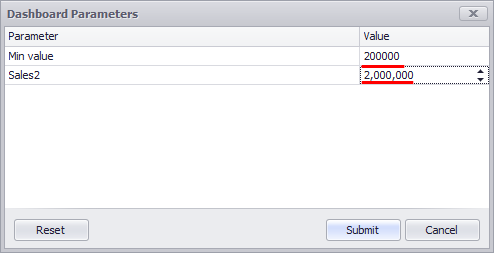 Dashboard Parameters
Parameter Value
Min value 200000
Sales2 2,000,000
Reset Submit Cancel